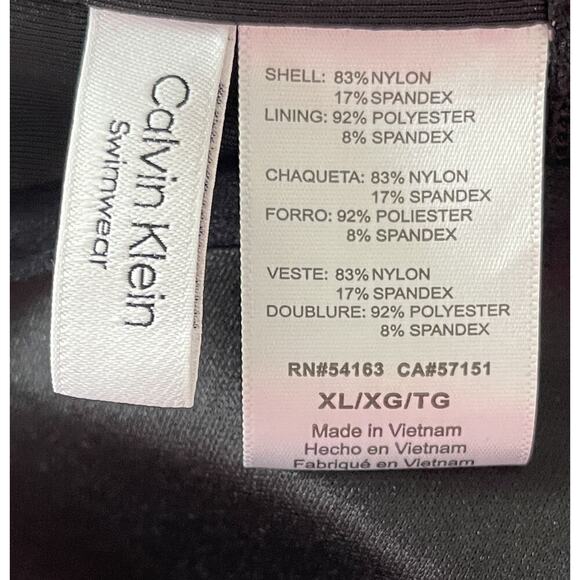 Calvin Klein
Swimwear
SHELL: 83% NYLON
17% SPANDEX
LINING: 92% POLYESTER
8% SPANDEX
CHAQUETA: 83% NYLON
17% SPANDEX
FORRO: 92% POLIESTER
8% SPANDEX
VESTE: 83% NYLON
17% SPANDEX
DOUBLURE: 92% POLYESTER
8% SPANDEX
RN#54163 CA#57151
XL/XG/TG
Made in Vietnam
Hecho en Vietnam
Fabriqué en Vietnam